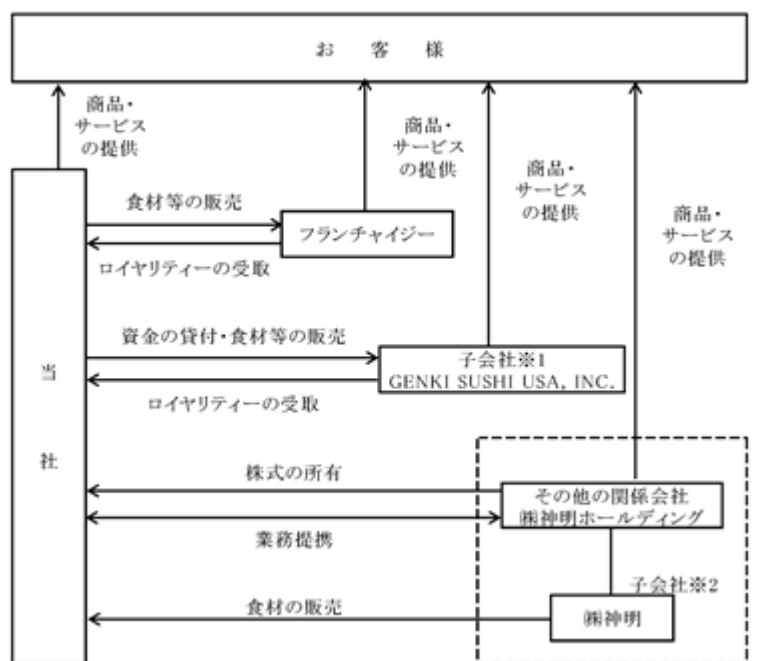 お 客 様
商品・
サービス
の提供
商品・
サービス
の提供
商品・
サービス
の提供
商品・
サービス
の提供
食材等の販売
フランチャイジー
ロイヤリティーの受取
当
社
資金の貸付・食材等の販売
子会社※1
GENKI SUSHI USA, INC.
ロイヤリティーの受取
株式の所有
その他の関係会社
㈱神明ホールディング
業務提携
子会社※2
食材の販売
㈱神明